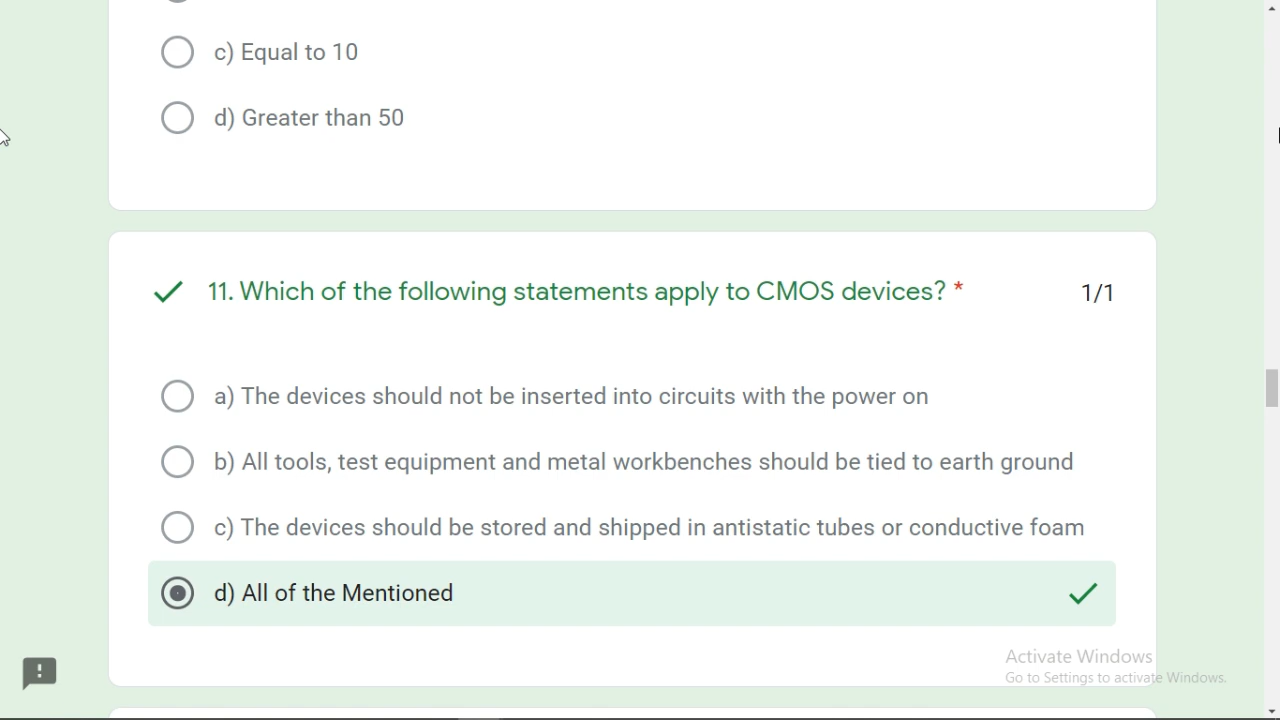 c) Equal to 10
d) Greater than 50
11. Which of the following statements apply to CMOS devices? *
1/1
a) The devices should not be inserted into circuits with the power on
b) All tools, test equipment and metal workbenches should be tied to earth ground
c) The devices should be stored and shipped in antistatic tubes or conductive foam
d) All of the Mentioned
Activate Windows
Go to Settings to activate Windows.